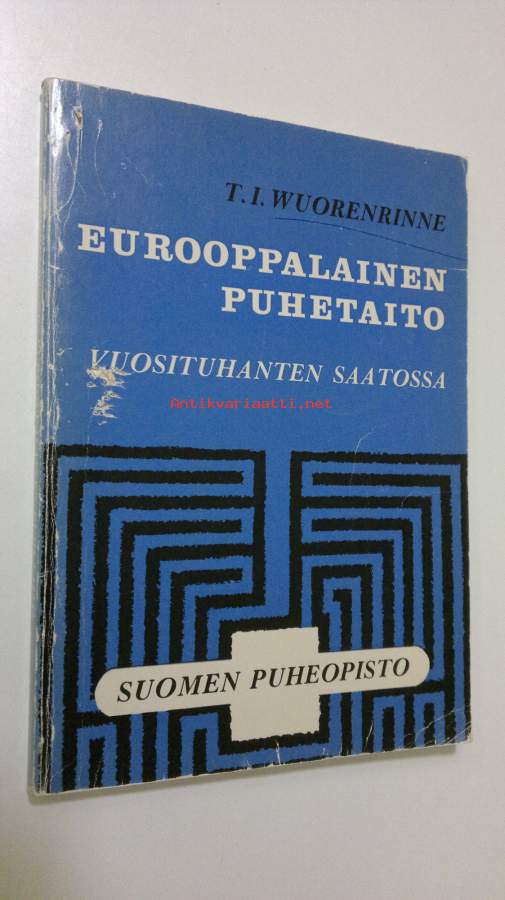 T. I. WUORENRINNE
EUROOPPALAINEN
PUHETAITO
VUOSITUHANTEN SAATOSSA
Antikvariaatti.net
SUOMEN PUHEOPISTO